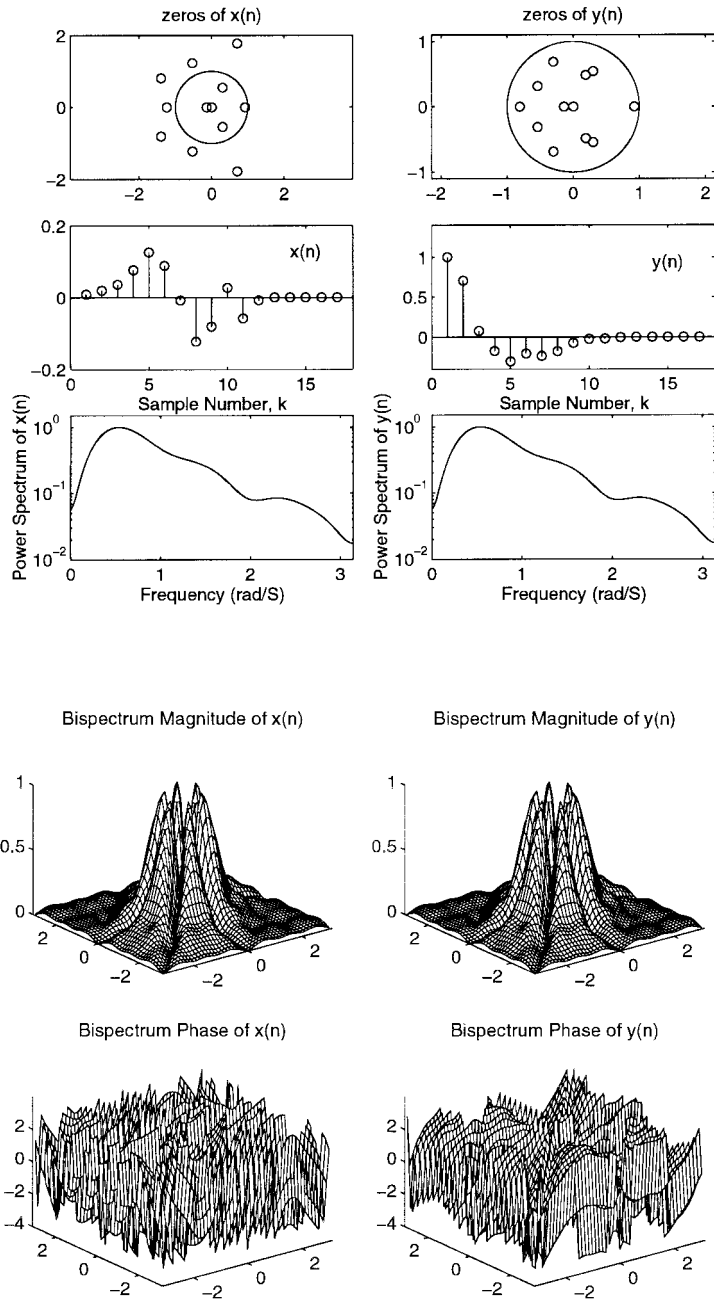 zeros of x(n)
zeros of y(n)
2
0
−2
−2 0 2
1
0
−1
−2 −1 0 1 2
0.2
0
−0.2
x(n)
0 5 10 15
Sample Number, k
1
0.5
0
y(n)
0 5 10 15
Sample Number, k
Power Spectrum of x(n)
10^0
10^-1
10^-2
0 1 2 3
Frequency (rad/S)
Power Spectrum of y(n)
10^0
10^-1
10^-2
0 1 2 3
Frequency (rad/S)
Bispectrum Magnitude of x(n)
Bispectrum Magnitude of y(n)
1
0.5
0
2 0 −2
−2 0 2
1
0.5
0
2 0 −2
−2 0 2
Bispectrum Phase of x(n)
Bispectrum Phase of y(n)
2
0
−2
−4
2 0 −2
−2 0 2
2
0
−2
−4
2 0 −2
−2 0 2